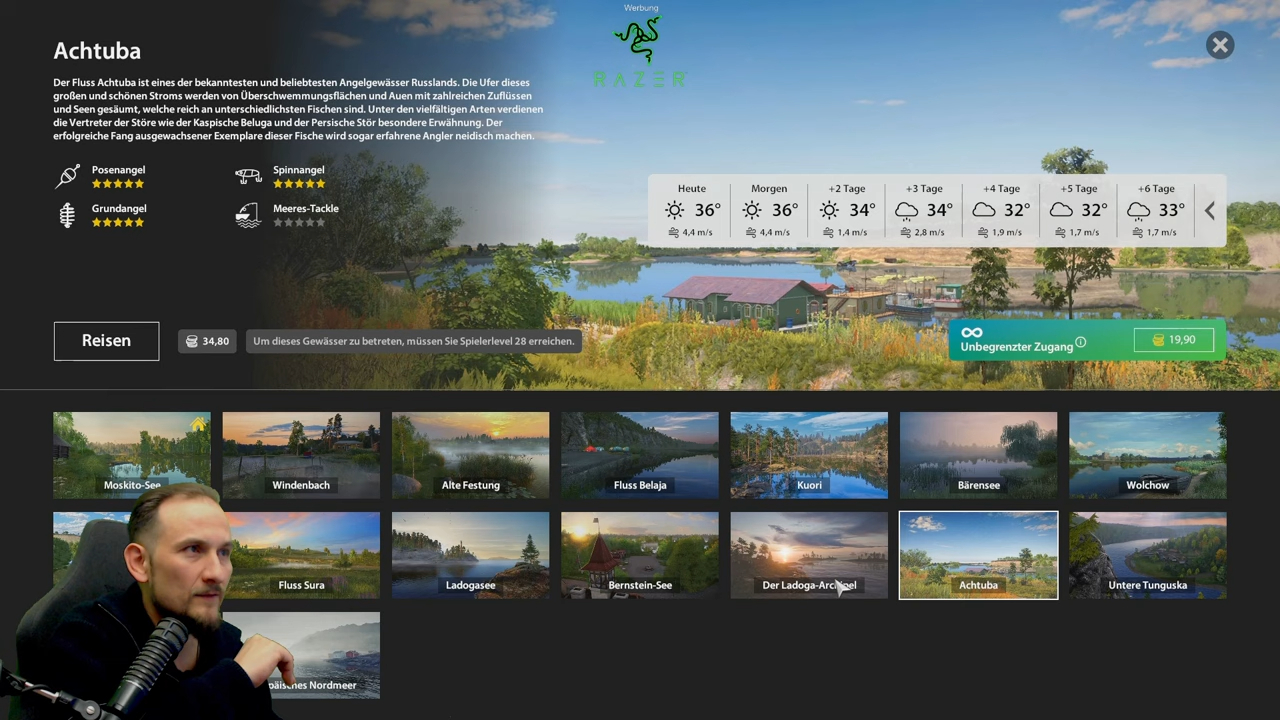 Werbung
RAZER
Achtuba
Der Fluss Achtuba ist eines der bekanntesten und beliebtesten Angelgewässer Russlands. Die Ufer dieses
großen und schönen Stroms werden von Überschwemmungsflächen und Auen mit zahlreichen Zuflüssen
und Seen gesäumt, welche reich an unterschiedlichsten Fischen sind. Unter den vielfältigen Arten verdienen
die Vertreter der Störe wie der Kaspische Beluga und der Persische Stör besondere Erwähnung. Der
erfolgreiche Fang ausgewachsener Exemplare dieser Fische wird sogar erfahrene Angler neidisch machen.
Posenangel
Spinnangel
Grundangel
Meeres-Tackle
Heute
Morgen
+2 Tage
+3 Tage
+4 Tage
+5 Tage
+6 Tage
36°
36°
34°
34°
32°
32°
33°
4,4 m/s
4,4 m/s
1,4 m/s
2,8 m/s
1,9 m/s
1,7 m/s
1,7 m/s
Reisen
34,80
Um dieses Gewässer zu betreten, müssen Sie Spielerlevel 28 erreichen.
Unbegrenzter Zugang
19,90
Moskito-See
Windenbach
Alte Festung
Fluss Belaja
Kuori
Bärensee
Wolchow
Fluss Sura
Ladogasee
Bernstein-See
Der Ladoga-Archipel
Achtuba
Untere Tunguska
Nordmeer